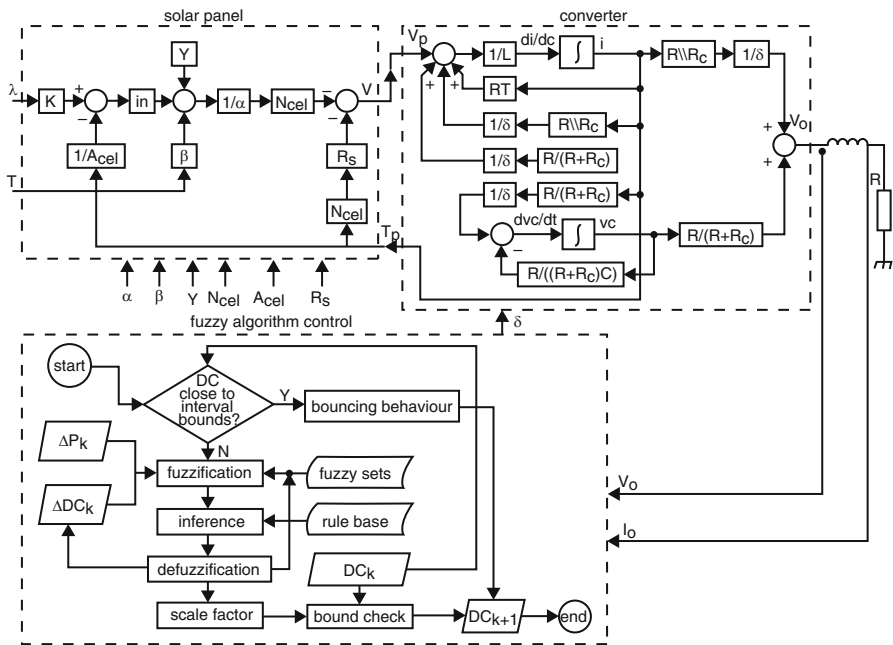 solar panel
λ
K
+
−
in
Y
1/α
Ncel
−
−
V
1/Acel
β
Rs
T
Ncel
Tp
α
β
Y
Ncel
Acel
Rs
converter
Vp
1/L
di/dc
∫
i
R\\Rc
1/δ
+
+
RT
1/δ
R\\Rc
1/δ
R/(R+Rc)
1/δ
R/(R+Rc)
dvc/dt
∫
vc
−
R/(R+Rc)
R/((R+Rc)C)
+
+
Vo
R
fuzzy algorithm control
δ
start
DC
close to
interval
bounds?
Y
bouncing behaviour
N
ΔPk
fuzzification
fuzzy sets
ΔDCk
inference
rule base
defuzzification
DCk
scale factor
bound check
DCk+1
end
Vo
Io